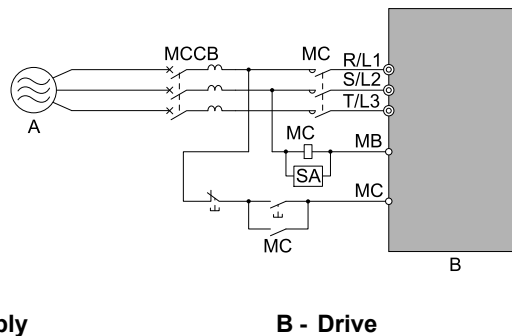 MCCB MC R/L1
S/L2
T/L3
A
MC MB
SA
MC
MC
B
B - Drive